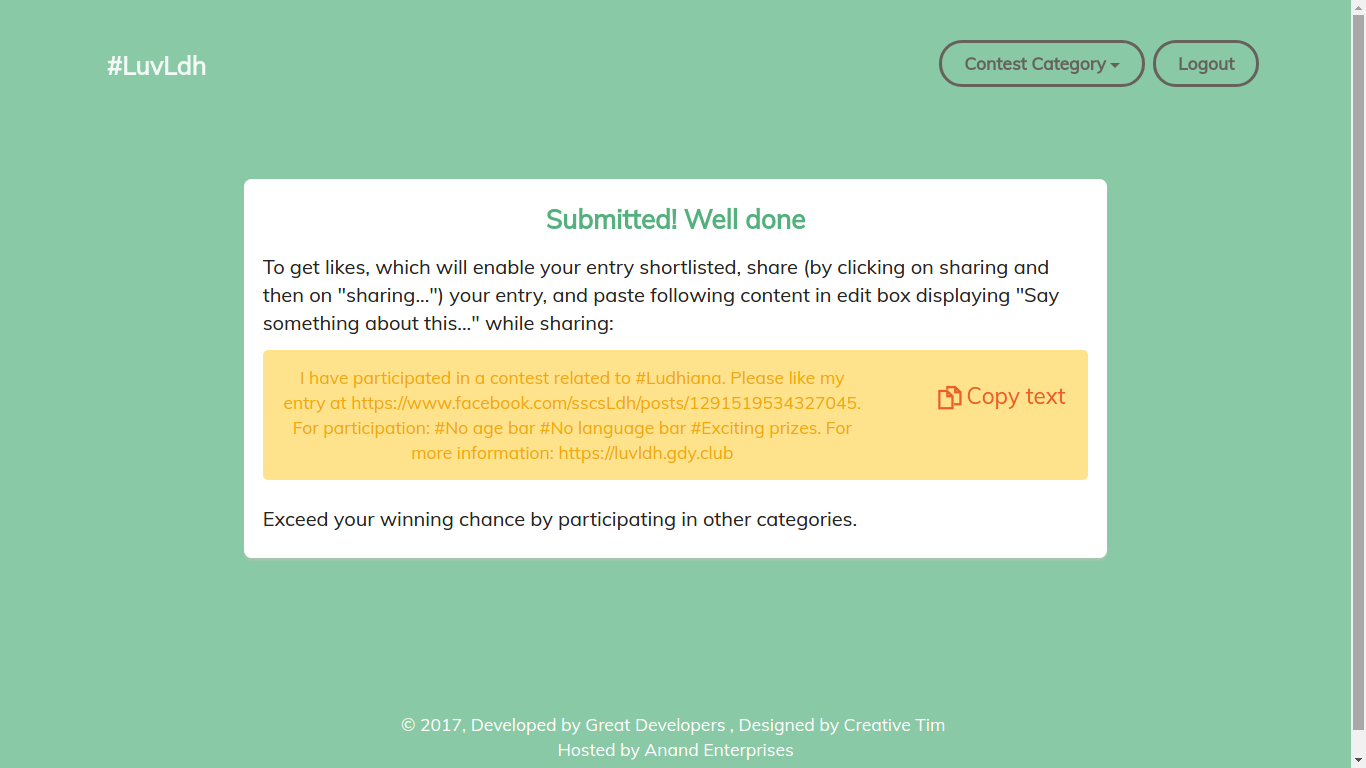 #LuvLdh
Contest Category
Logout
Submitted! Well done
To get likes, which will enable your entry shortlisted, share (by clicking on sharing and
then on "sharing...") your entry, and paste following content in edit box displaying "Say
something about this..." while sharing:
I have participated in a contest related to #Ludhiana. Please like my
entry at https://www.facebook.com/sscsLdh/posts/1291519534327045.
For participation: #No age bar #No language bar #Exciting prizes. For
more information: https://luvldh.gdy.club
Copy text
Exceed your winning chance by participating in other categories.
© 2017, Developed by Great Developers , Designed by Creative Tim
Hosted by Anand Enterprises